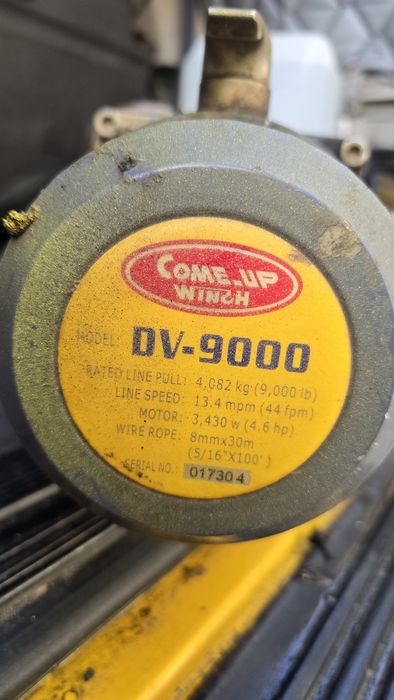 COME-UP
WINCH
MODEL: DV-9000
RATED LINE PULL: 4,082 kg (9,000 lb)
LINE SPEED: 13.4 mpm (44 fpm)
MOTOR: 3,430 w (4.6 hp)
WIRE ROPE: 8mmx30m
(5/16"X100')
SERIAL NO.: 017304